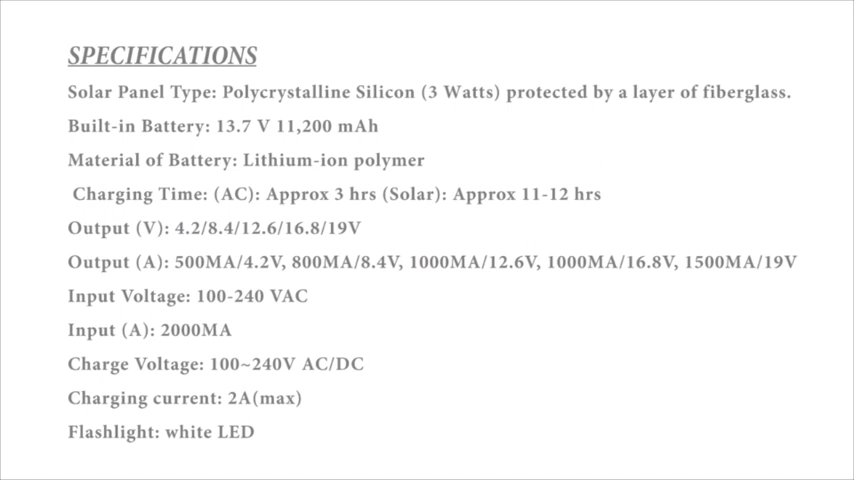 SPECIFICATIONS
Solar Panel Type: Polycrystalline Silicon (3 Watts) protected by a layer of fiberglass.
Built-in Battery: 13.7 V 11,200 mAh
Material of Battery: Lithium-ion polymer
Charging Time: (AC): Approx 3 hrs (Solar): Approx 11-12 hrs
Output (V): 4.2/8.4/12.6/16.8/19V
Output (A): 500MA/4.2V, 800MA/8.4V, 1000MA/12.6V, 1000MA/16.8V, 1500MA/19V
Input Voltage: 100-240 VAC
Input (A): 2000MA
Charge Voltage: 100~240V AC/DC
Charging current: 2A(max)
Flashlight: white LED